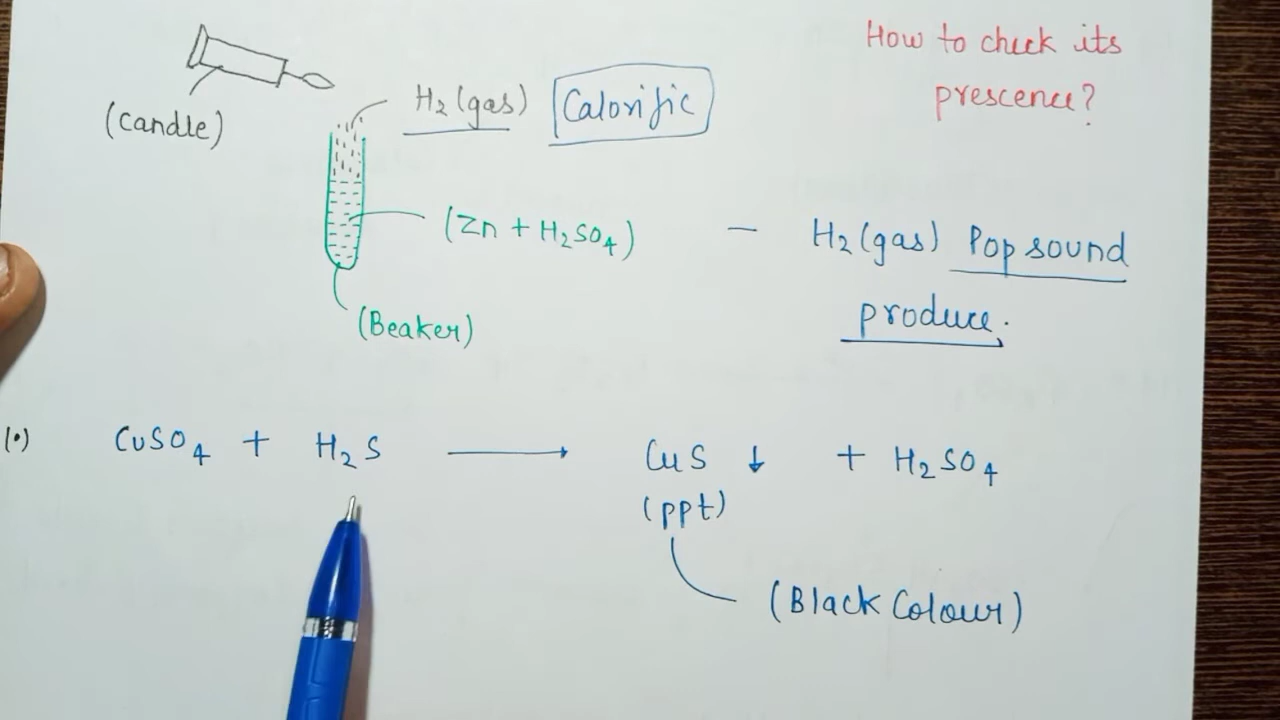 How to check its
prescence?
(Candle)
H₂(gas) Calorific
(Zn + H₂SO₄) — H₂(gas) Pop sound
produce.
(Beaker)
(•) CuSO₄ + H₂S ⟶ CuS ↓ + H₂SO₄
(ppt)
(Black Colour)